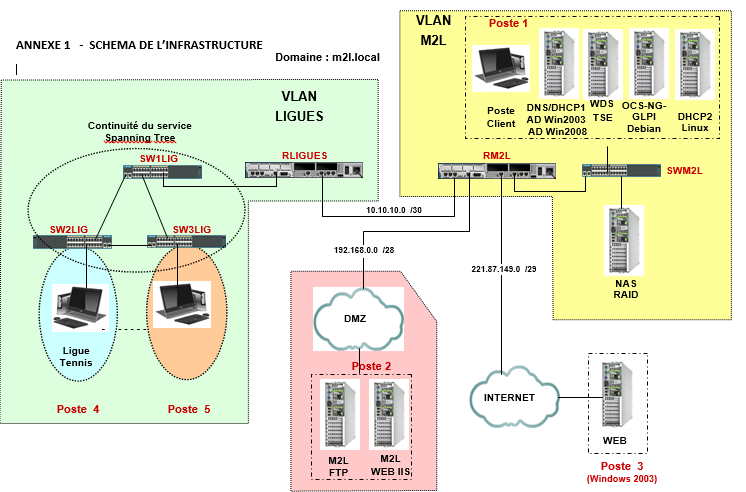 ANNEXE 1 - SCHEMA DE L'INFRASTRUCTURE
Domaine : m2l.local
VLAN
M2L
Poste 1
Poste
Client
DNS/DHCP1
AD Win2003
AD Win2008
WDS
TSE
OCS-NG-
GLPI
Debian
DHCP2
Linux
VLAN
LIGUES
Continuité du service
Spanning Tree
SW1LIG
RLIGUES
RM2L
SWM2L
10.10.10.0 /30
SW2LIG
SW3LIG
192.168.0.0 /28
221.87.149.0 /29
NAS
RAID
DMZ
Ligue
Tennis
Poste 2
INTERNET
Poste 4
Poste 5
M2L
FTP
M2L
WEB IIS
WEB
Poste 3
(Windows 2003)